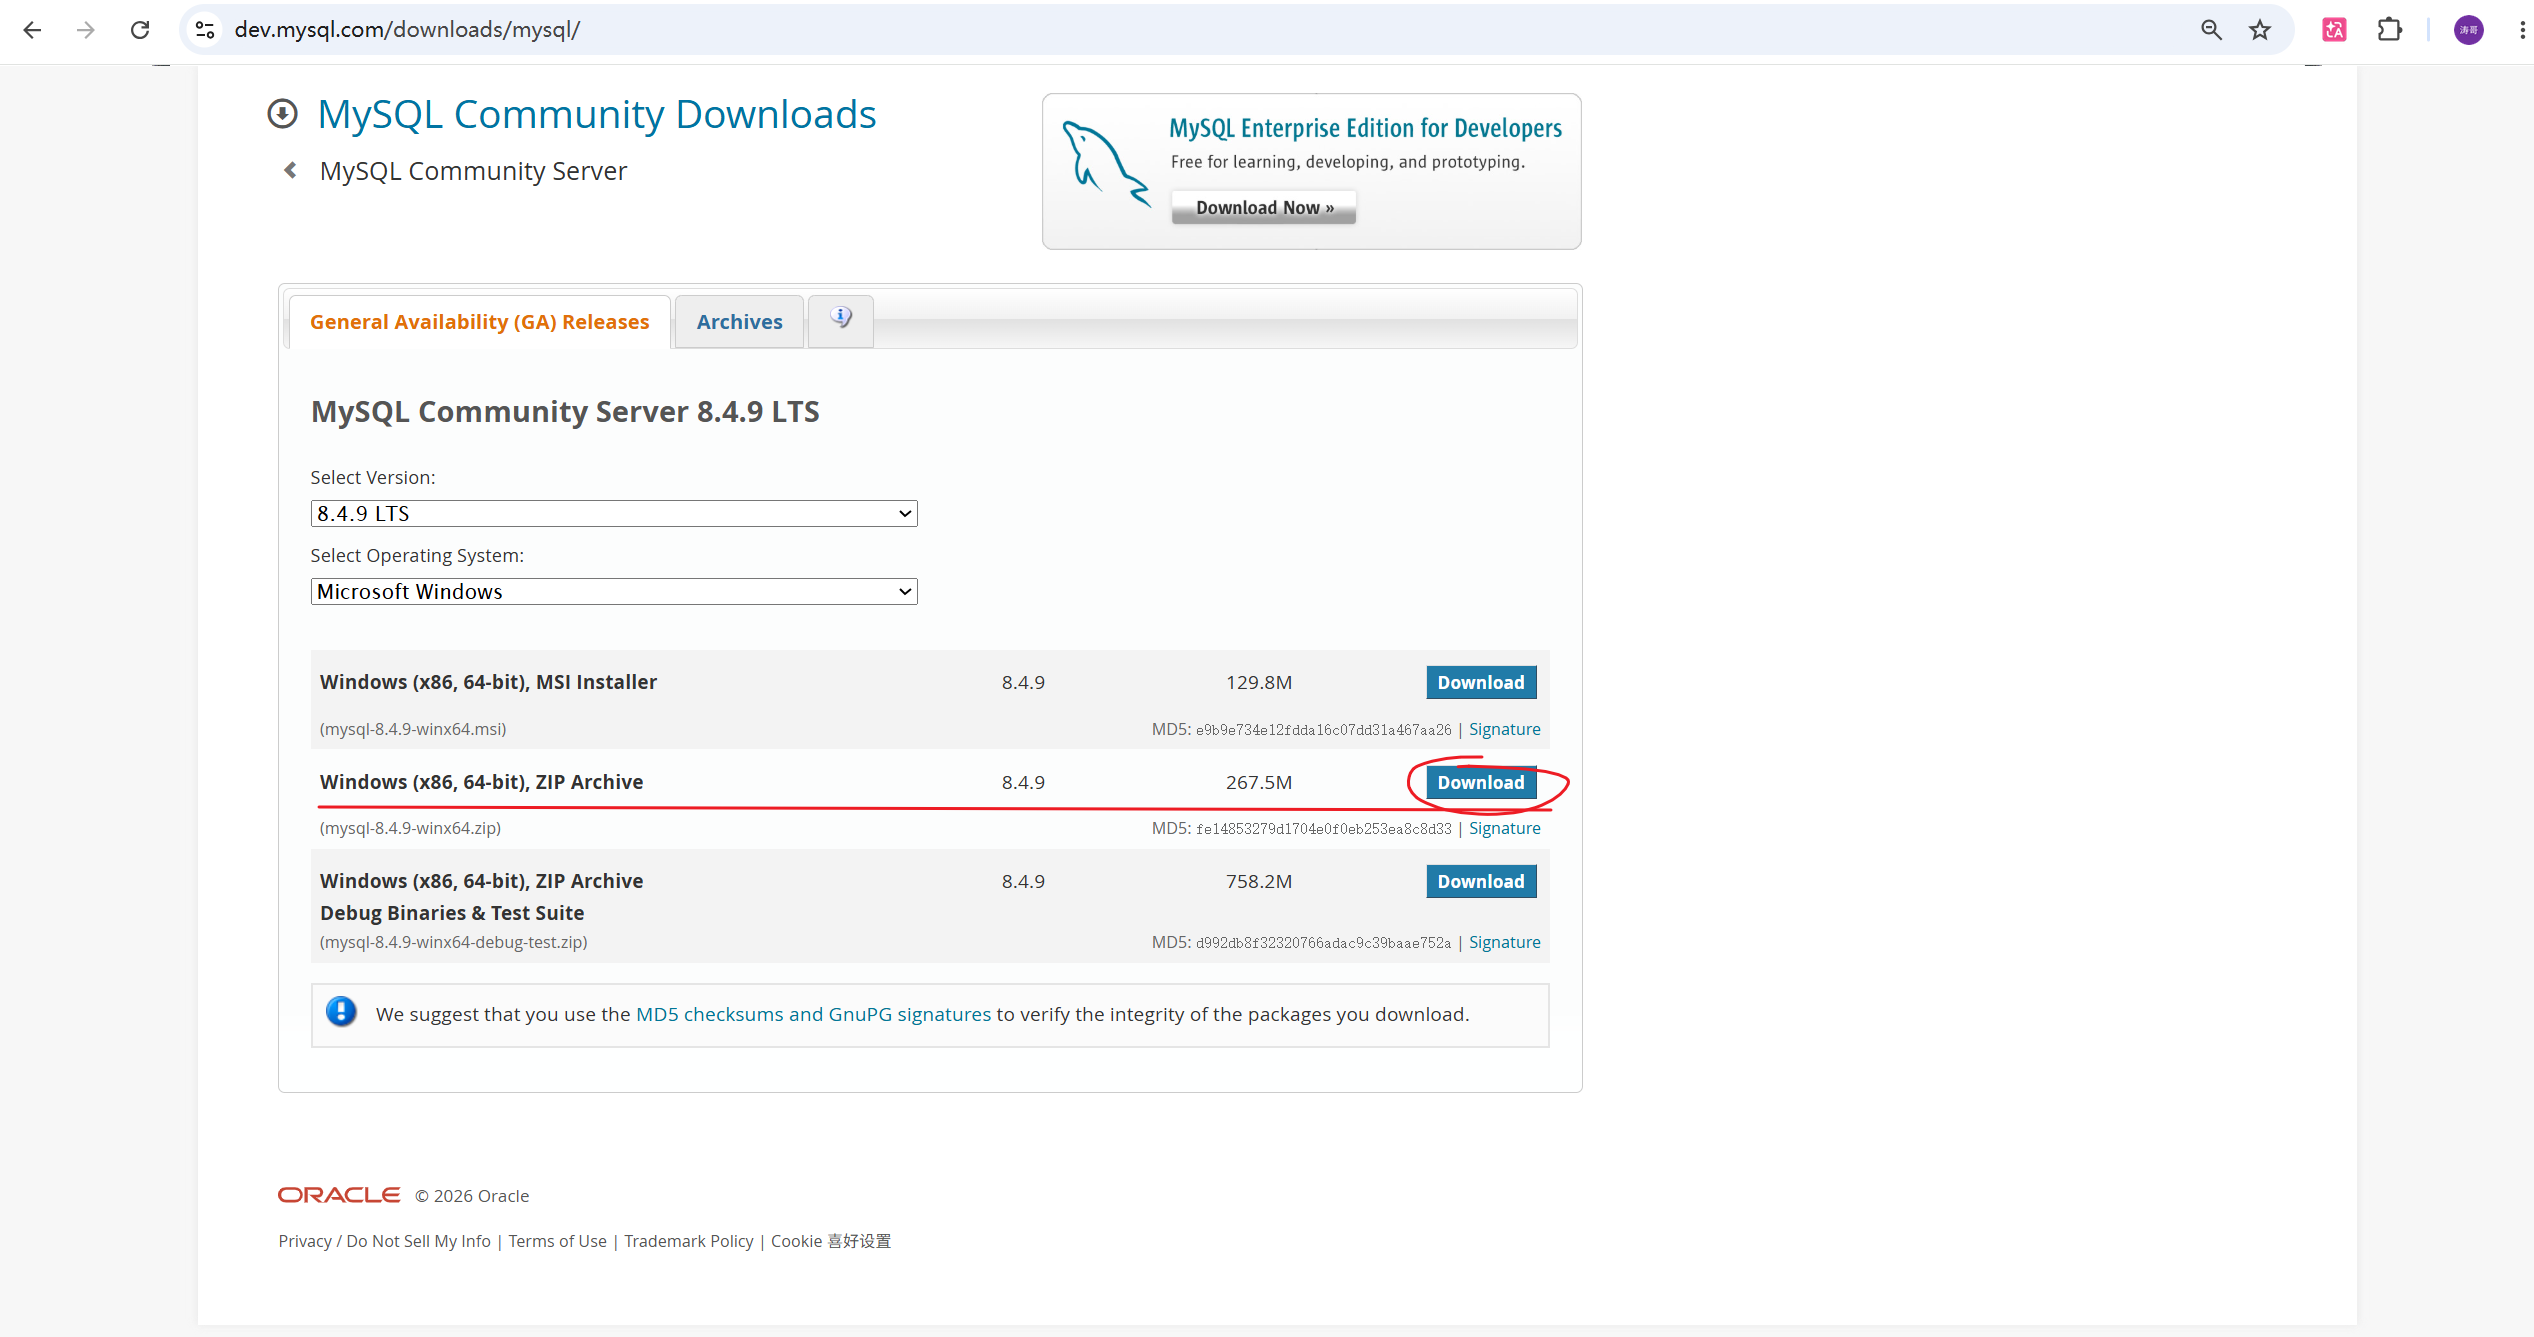 dev.mysql.com/downloads/mysql/
涛哥
MySQL Community Downloads
MySQL Community Server
MySQL Enterprise Edition for Developers
Free for learning, developing, and prototyping.
Download Now »
General Availability (GA) Releases
Archives
MySQL Community Server 8.4.9 LTS
Select Version:
8.4.9 LTS
Select Operating System:
Microsoft Windows
Windows (x86, 64-bit), MSI Installer 8.4.9 129.8M Download
(mysql-8.4.9-winx64.msi) MD5: e9b9e734e12fdda16c07dd31a467aa26 | Signature
Windows (x86, 64-bit), ZIP Archive 8.4.9 267.5M Download
(mysql-8.4.9-winx64.zip) MD5: fe14853279d1704e0f0eb253ea8c8d33 | Signature
Windows (x86, 64-bit), ZIP Archive 8.4.9 758.2M Download
Debug Binaries & Test Suite
(mysql-8.4.9-winx64-debug-test.zip) MD5: d992db8f32320766adac9c39baae752a | Signature
We suggest that you use the MD5 checksums and GnuPG signatures to verify the integrity of the packages you download.
ORACLE © 2026 Oracle
Privacy / Do Not Sell My Info | Terms of Use | Trademark Policy | Cookie 喜好设置